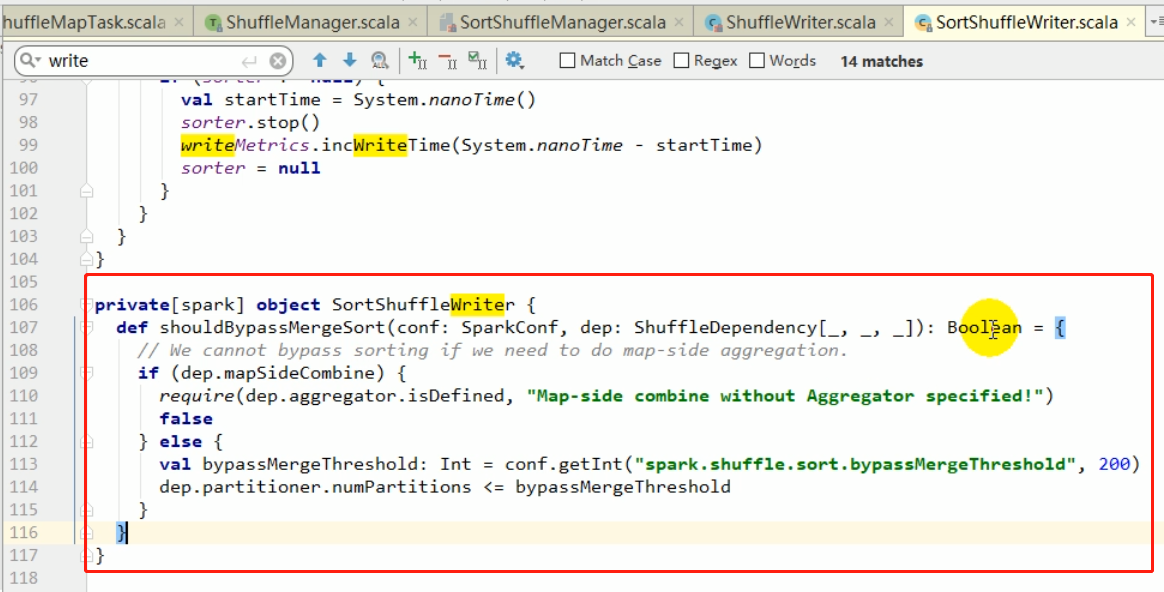 huffleMapTask.scala × ShuffleManager.scala × SortShuffleManager.scala × ShuffleWriter.scala × SortShuffleWriter.scala ×
write Match Case Regex Words 14 matches
97 val startTime = System.nanoTime()
98 sorter.stop()
99 writeMetrics.incWriteTime(System.nanoTime - startTime)
100 sorter = null
101 }
102 }
103 }
104 }
105
106 private[spark] object SortShuffleWriter {
107 def shouldBypassMergeSort(conf: SparkConf, dep: ShuffleDependency[_, _, _]): Boolean = {
108 // We cannot bypass sorting if we need to do map-side aggregation.
109 if (dep.mapSideCombine) {
110 require(dep.aggregator.isDefined, "Map-side combine without Aggregator specified!")
111 false
112 } else {
113 val bypassMergeThreshold: Int = conf.getInt("spark.shuffle.sort.bypassMergeThreshold", 200)
114 dep.partitioner.numPartitions <= bypassMergeThreshold
115 }
116 }
117 }
118